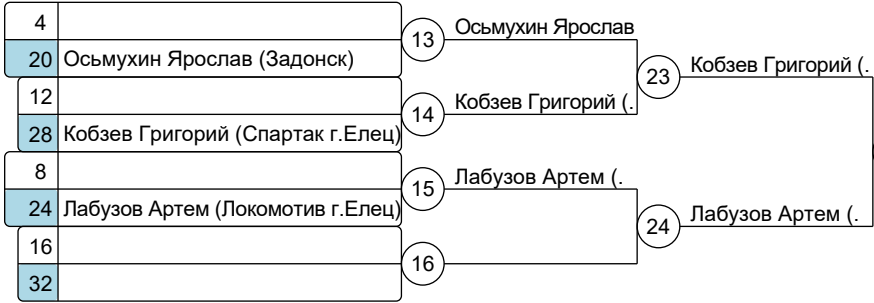 4
13
Осьмухин Ярослав
20 Осьмухин Ярослав (Задонск)
23
Кобзев Григорий (.
12
14
Кобзев Григорий (.
28 Кобзев Григорий (Спартак г.Елец)
8
15
Лабузов Артем (.
24 Лабузов Артем (Локомотив г.Елец)
24
Лабузов Артем (.
16
16
32